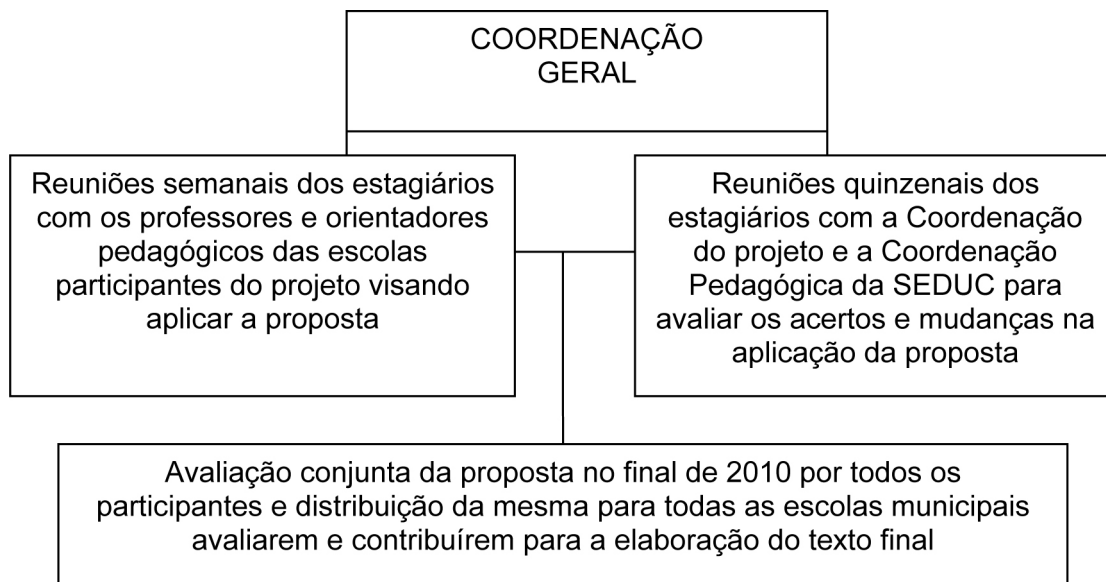 COORDENAÇÃO
GERAL
Reuniões semanais dos estagiários
com os professores e orientadores
pedagógicos das escolas
participantes do projeto visando
aplicar a proposta
Reuniões quinzenais dos
estagiários com a Coordenação
do projeto e a Coordenação
Pedagógica da SEDUC para
avaliar os acertos e mudanças na
aplicação da proposta
Avaliação conjunta da proposta no final de 2010 por todos os
participantes e distribuição da mesma para todas as escolas municipais
avaliarem e contribuírem para a elaboração do texto final